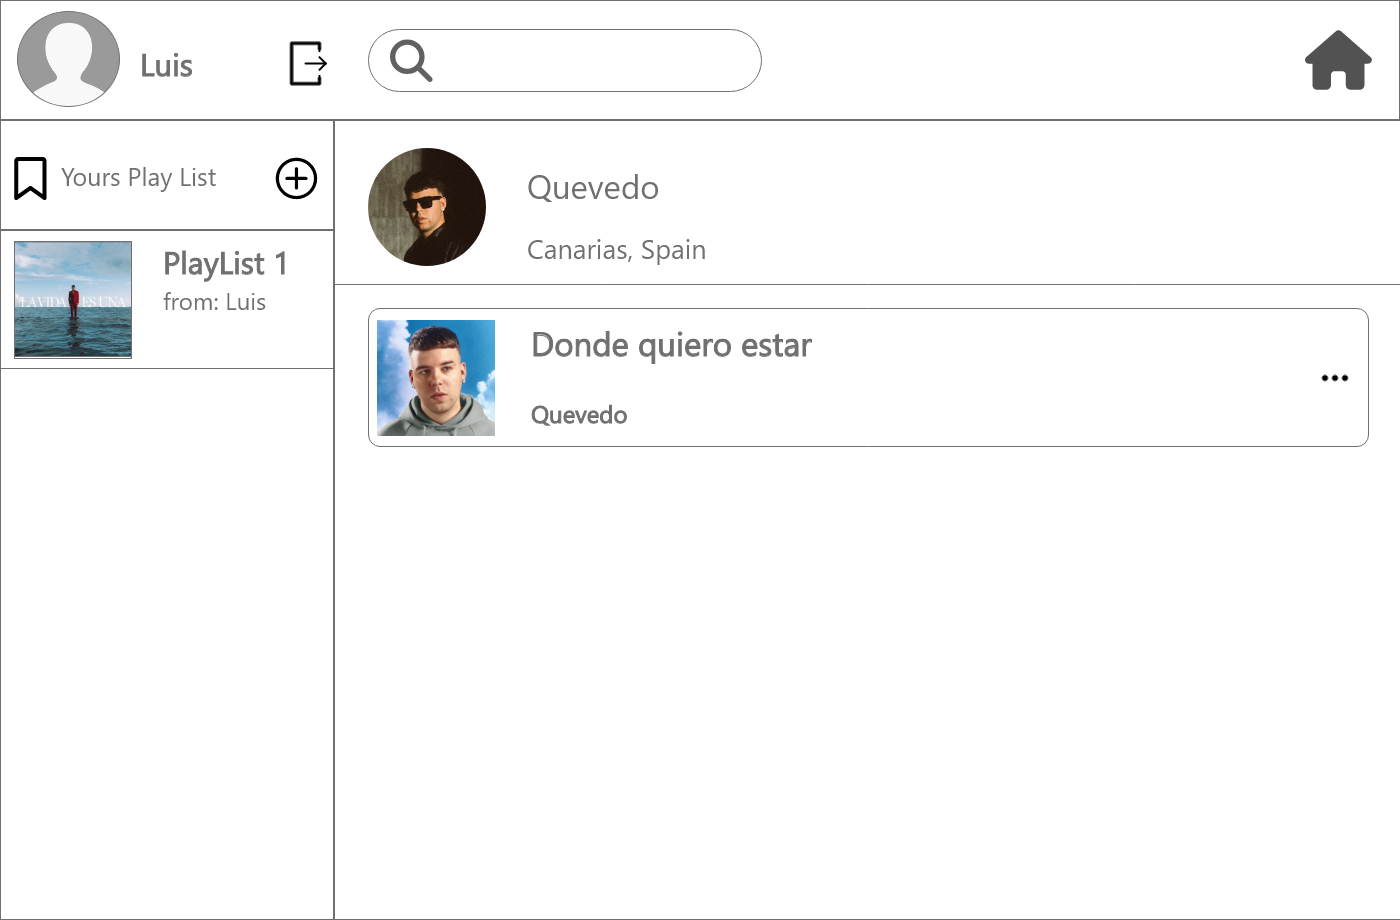 Luis
Yours Play List
PlayList 1
from: Luis
LA VIDA ES UNA
Quevedo
Canarias, Spain
Donde quiero estar
Quevedo